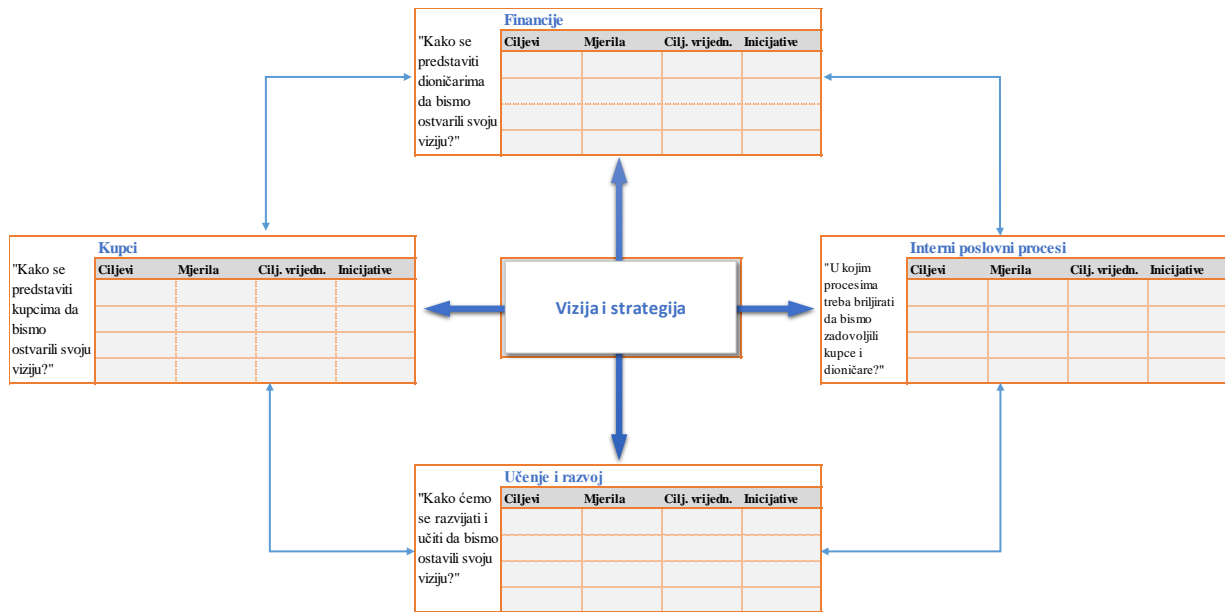 Financije
"Kako se
predstaviti
dioničarima
da bismo
ostvarili svoju
viziju?"
Ciljevi Mjerila Cilj. vrijedn. Inicijative
Kupci
"Kako se
predstaviti
kupcima da
bismo
ostvarili svoju
viziju?"
Ciljevi Mjerila Cilj. vrijedn. Inicijative
Vizija i strategija
Interni poslovni procesi
"U kojim
procesima
treba briljirati
da bismo
zadovoljili
kupce i
dioničare?"
Ciljevi Mjerila Cilj. vrijedn. Inicijative
Učenje i razvoj
"Kako ćemo
se razvijati i
učiti da bismo
ostavili svoju
viziju?"
Ciljevi Mjerila Cilj. vrijedn. Inicijative